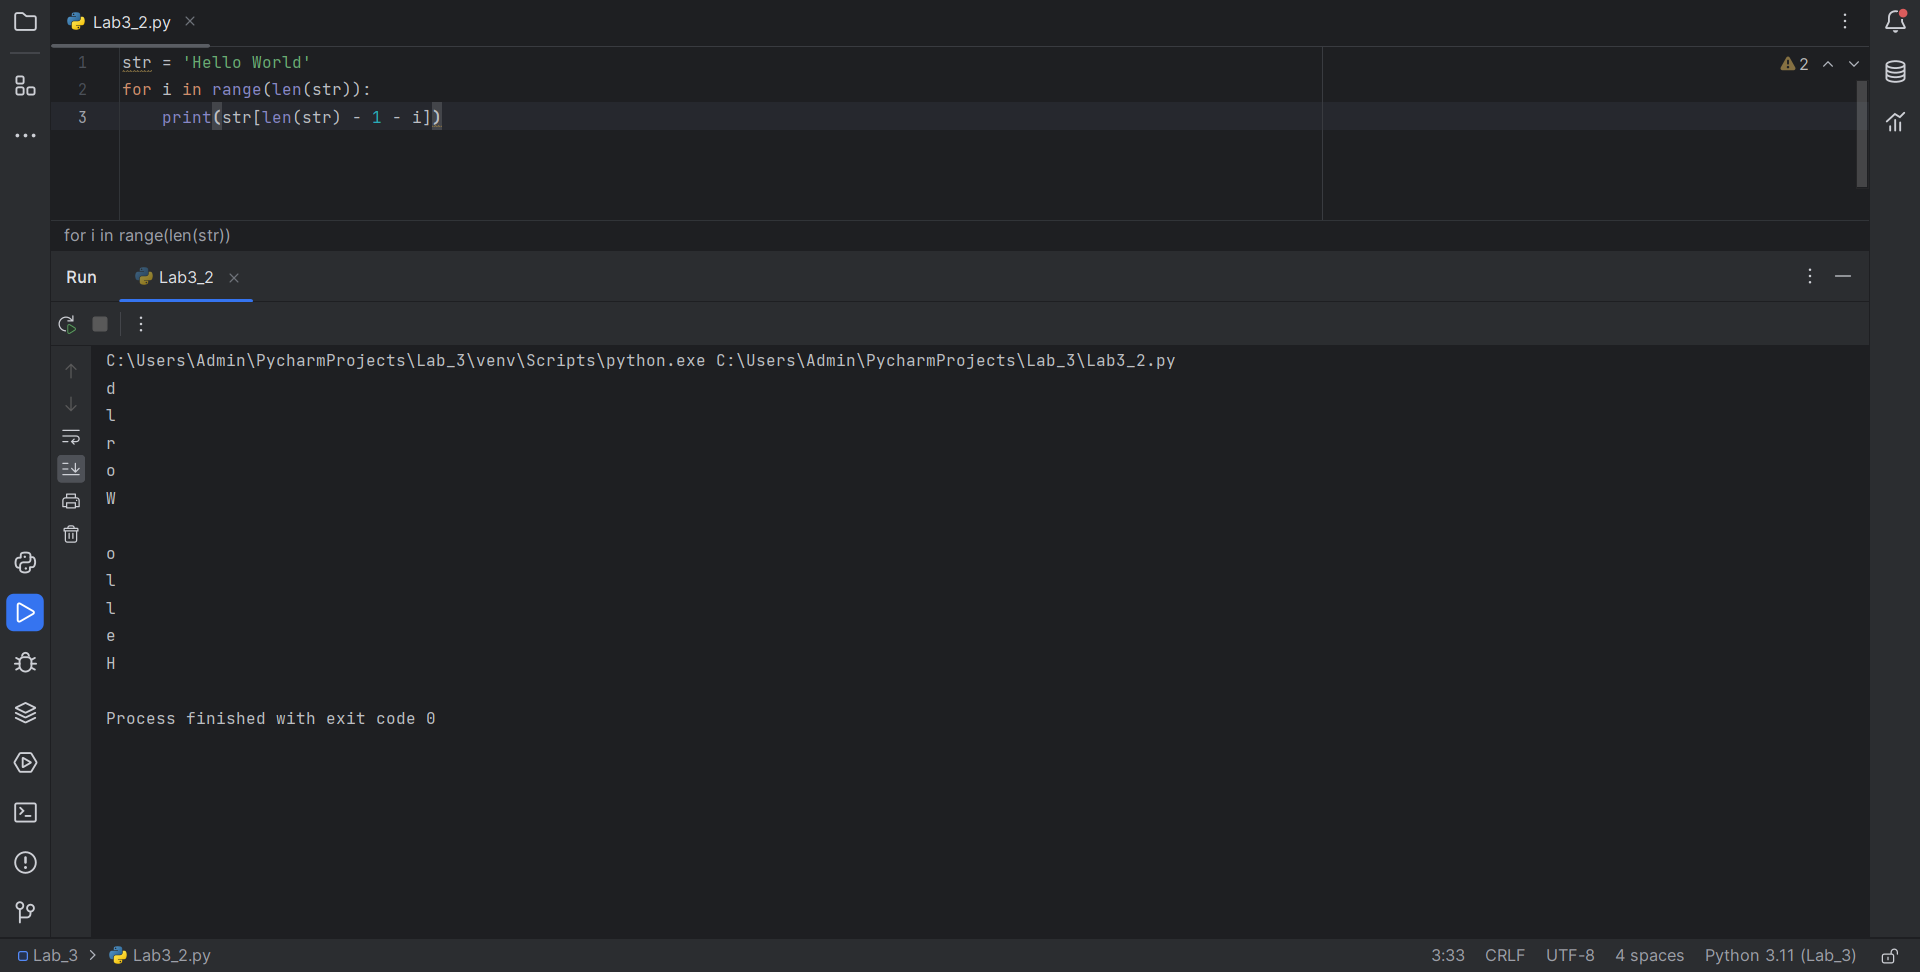 Lab3_2.py
1 str = 'Hello World'
2 for i in range(len(str)):
3     print(str[len(str) - 1 - i])
2
for i in range(len(str))
Run Lab3_2
C:\Users\Admin\PycharmProjects\Lab_3\venv\Scripts\python.exe C:\Users\Admin\PycharmProjects\Lab_3\Lab3_2.py
d
l
r
o
W
o
l
l
e
H
Process finished with exit code 0
Lab_3 > Lab3_2.py 3:33 CRLF UTF-8 4 spaces Python 3.11 (Lab_3)